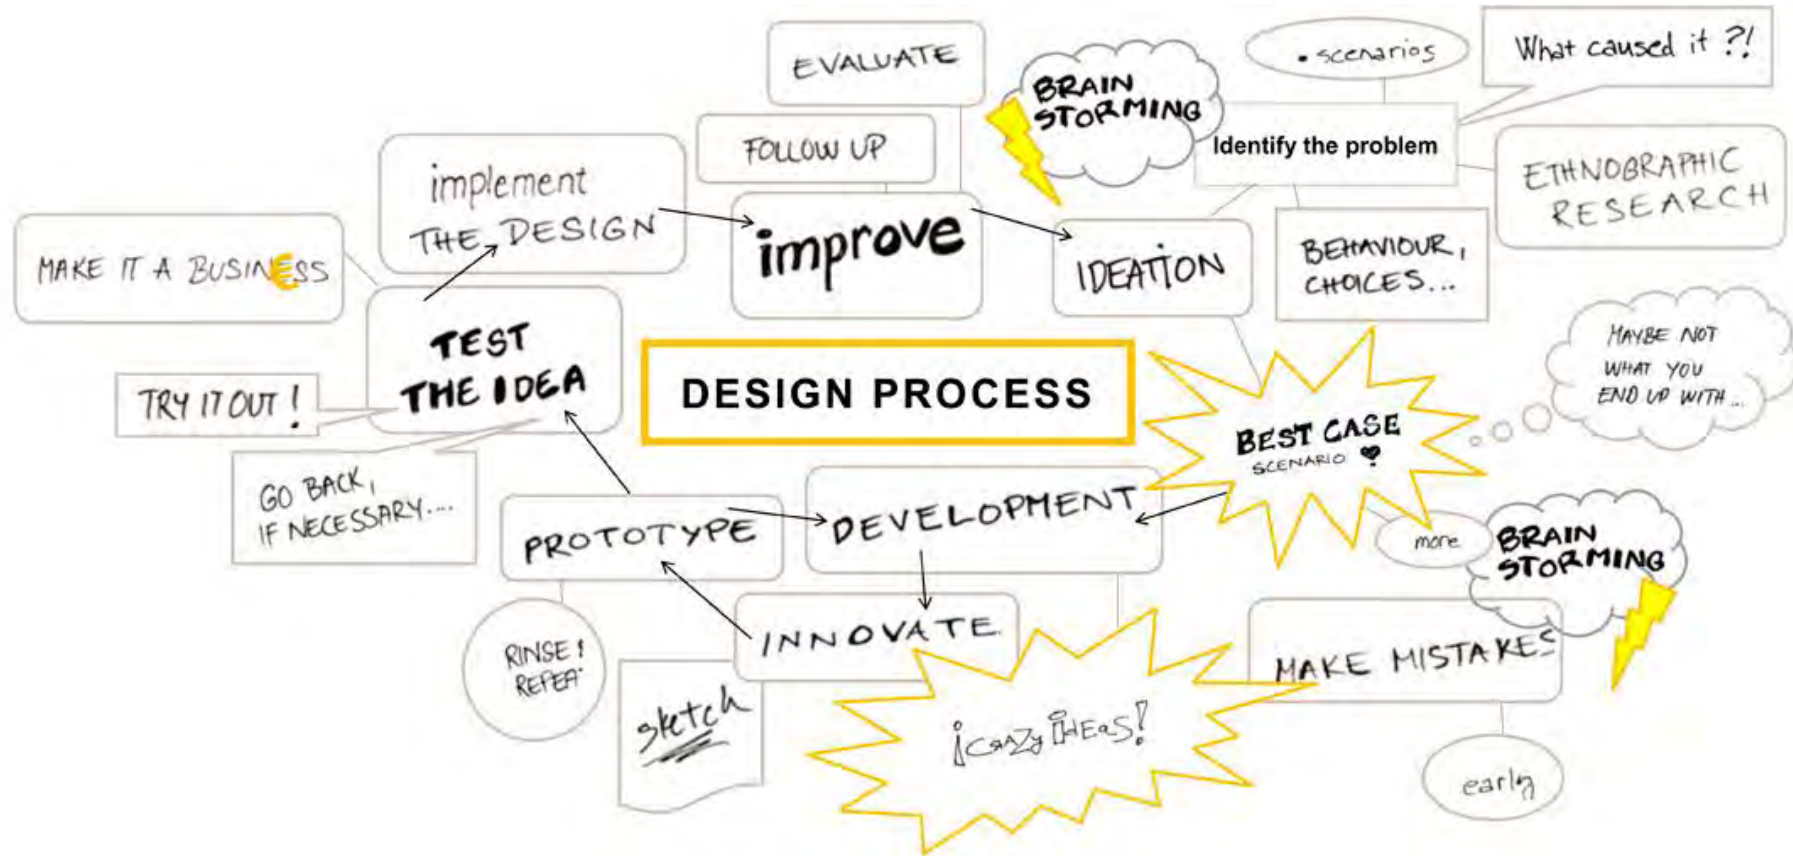 EVALUATE
FOLLOW UP
BRAIN
STORMING
. scenarios
What caused it ?!
Identify the problem
ETHNOGRAPHIC
RESEARCH
implement
THE DESIGN
improve
IDEATION
BEHAVIOUR,
CHOICES...
MAKE IT A BUSIN€SS
TEST
THE IDEA
DESIGN PROCESS
MAYBE NOT
WHAT YOU
END UP WITH...
TRY IT OUT !
BEST CASE
SCENARIO
GO BACK,
IF NECESSARY....
PROTOTYPE
DEVELOPMENT
more
BRAIN
STORMING
INNOVATE
MAKE MISTAKES
RINSE &
REPEAT
sketch
¡CRAZY IDEAS!
early